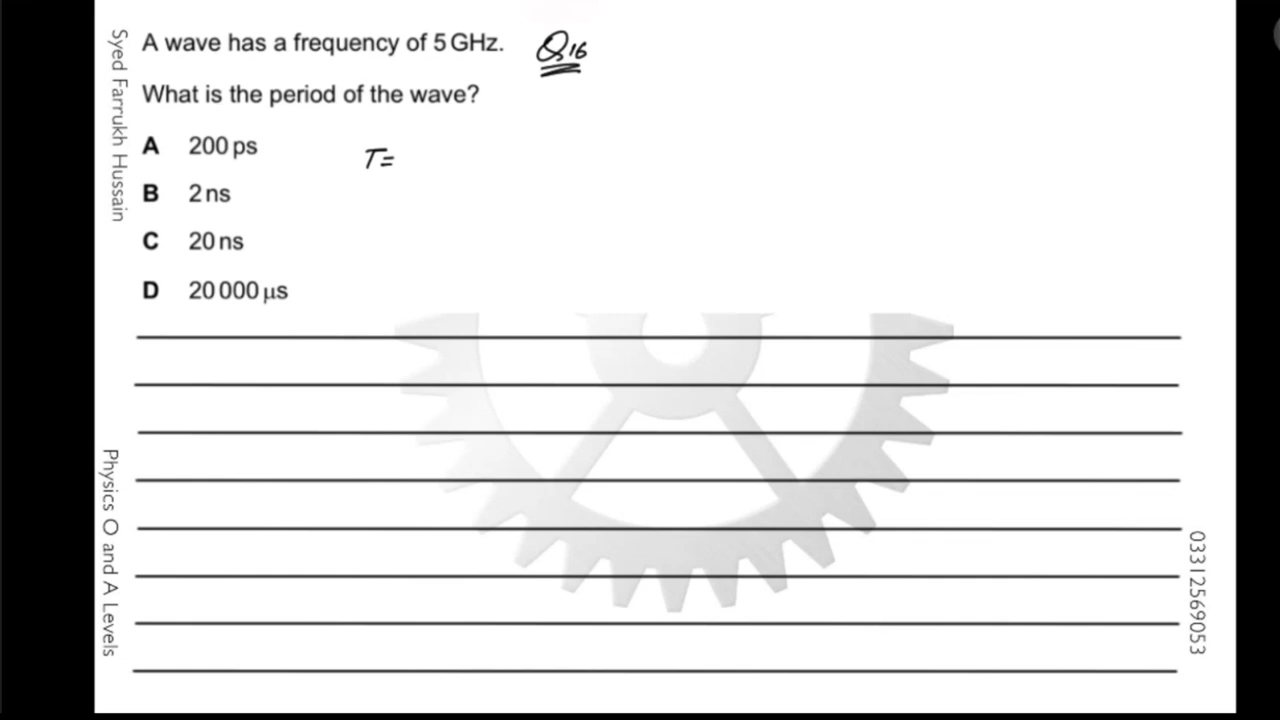 A wave has a frequency of 5 GHz. Q16
What is the period of the wave?
A 200 ps
T=
B 2 ns
C 20 ns
D 20 000 μs
Syed Farrukh Hussain
Physics O and A Levels
03312569053